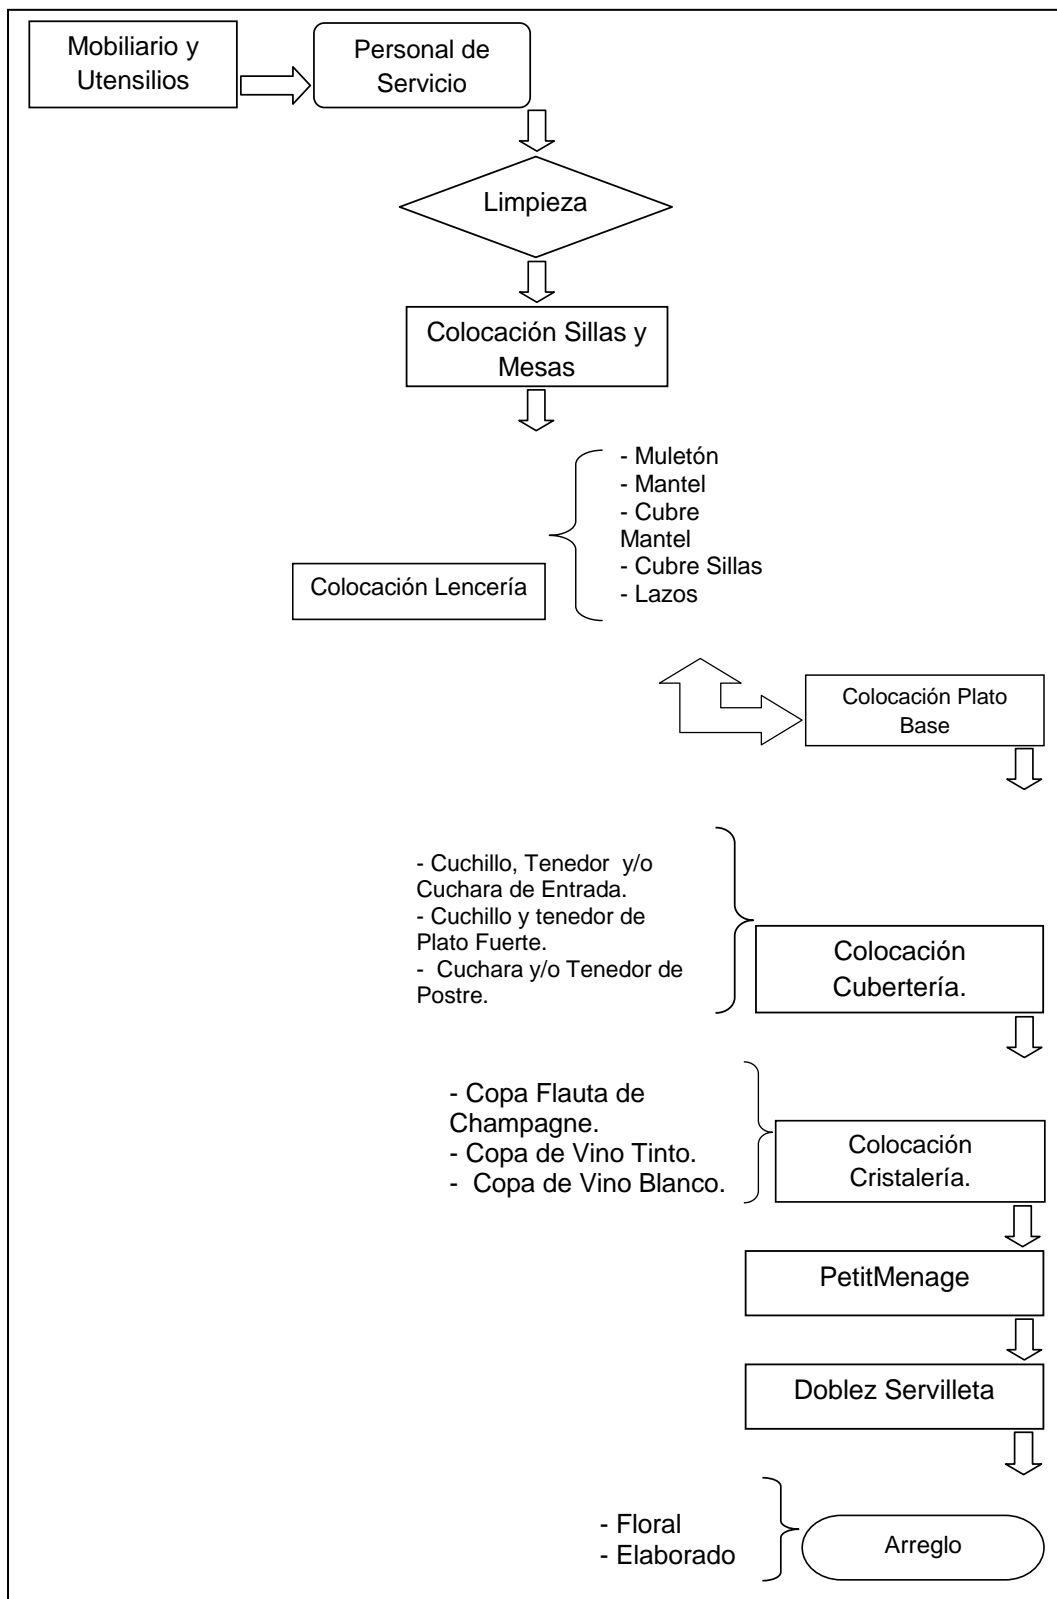 Mobiliario y
Utensilios
Personal de
Servicio
Limpieza
Colocación Sillas y
Mesas
- Muletón
- Mantel
- Cubre
Mantel
- Cubre Sillas
- Lazos
Colocación Lencería
Colocación Plato
Base
- Cuchillo, Tenedor  y/o
Cuchara de Entrada.
- Cuchillo y tenedor de
Plato Fuerte.
-  Cuchara y/o Tenedor de
Postre.
Colocación
Cubertería.
- Copa Flauta de
Champagne.
- Copa de Vino Tinto.
-  Copa de Vino Blanco.
Colocación
Cristalería.
PetitMenage
Doblez Servilleta
- Floral
- Elaborado
Arreglo